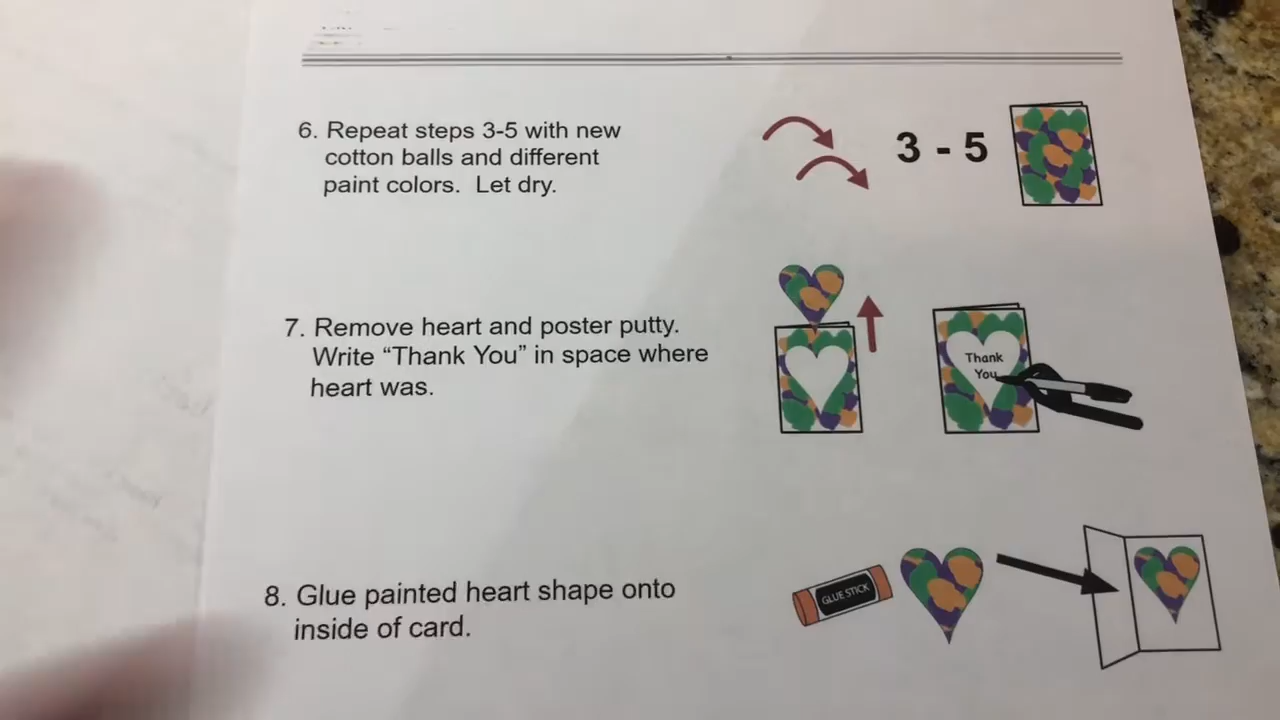 6. Repeat steps 3-5 with new
cotton balls and different
paint colors. Let dry.
3 - 5
7. Remove heart and poster putty.
Write “Thank You” in space where
heart was.
Thank
You
8. Glue painted heart shape onto
inside of card.
GLUE STICK